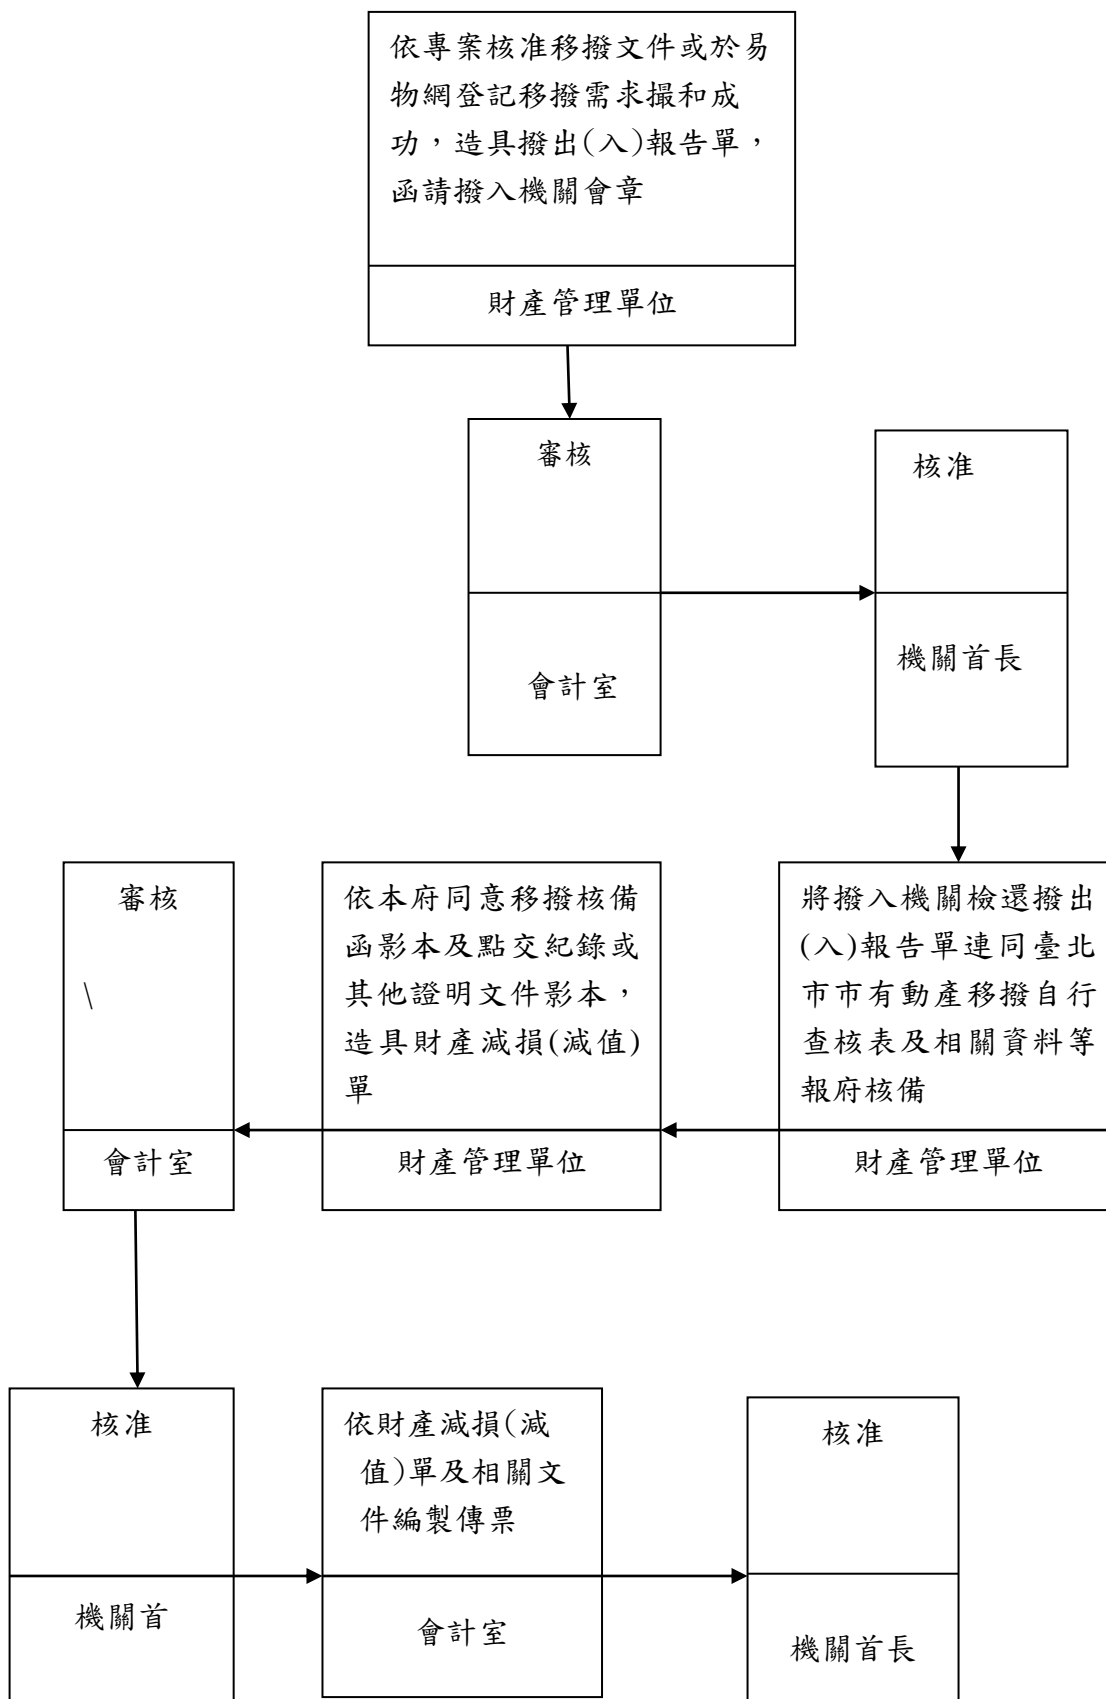 依專案核准移撥文件或於易
物網登記移撥需求撮和成
功，造具撥出(入)報告單，
函請撥入機關會章
財產管理單位
審核
會計室
核准
機關首長
將撥入機關檢還撥出
(入)報告單連同臺北
市市有動產移撥自行
查核表及相關資料等
報府核備
財產管理單位
依本府同意移撥核備
函影本及點交紀錄或
其他證明文件影本，
造具財產減損(減值)
單
財產管理單位
審核
\
會計室
核准
機關首
依財產減損(減
值)單及相關文
件編製傳票
會計室
核准
機關首長